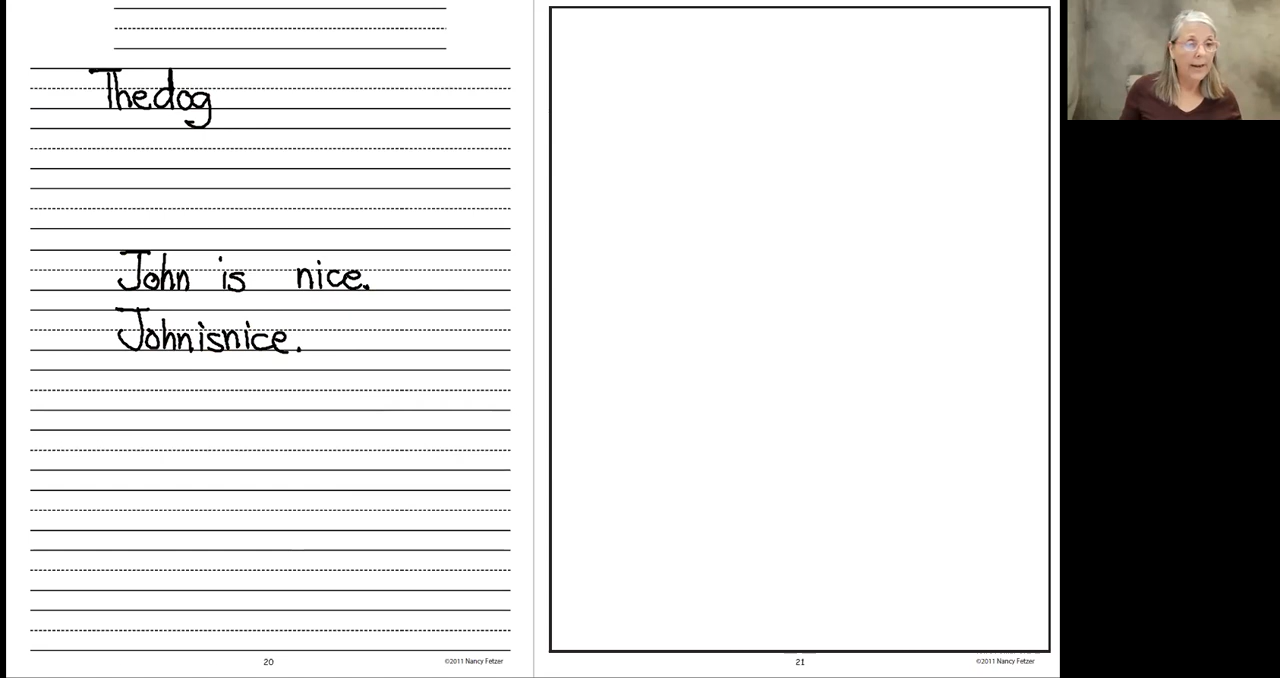 Thedog
John is nice.
Johnisnice.
20
©2011 Nancy Fetzer
21
©2011 Nancy Fetzer